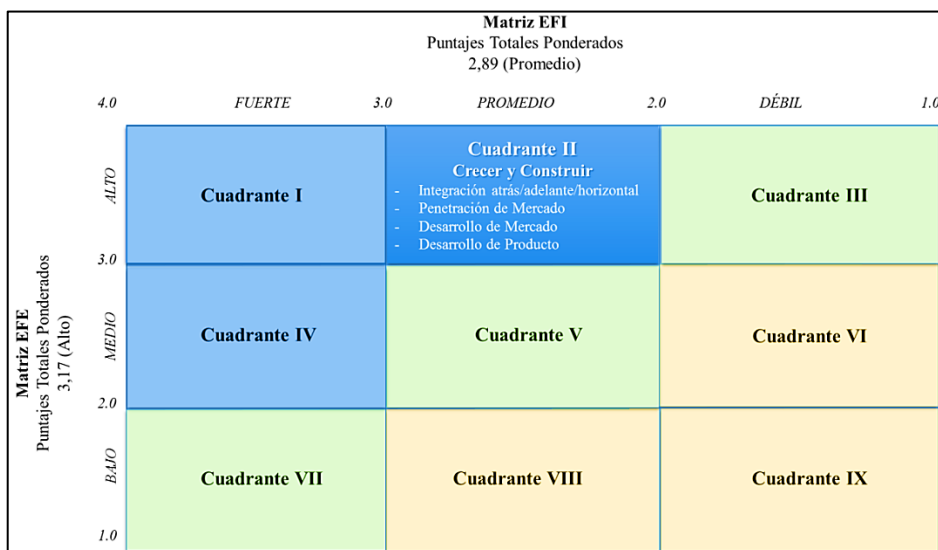 Matriz EFI
Puntajes Totales Ponderados
2,89 (Promedio)
4.0 FUERTE 3.0 PROMEDIO 2.0 DÉBIL 1.0
Matriz EFE
Puntajes Totales Ponderados
3,17 (Alto)
ALTO
Cuadrante I
Cuadrante II
Crecer y Construir
- Integración atrás/adelante/horizontal
- Penetración de Mercado
- Desarrollo de Mercado
- Desarrollo de Producto
Cuadrante III
3.0
MEDIO
Cuadrante IV
Cuadrante V
Cuadrante VI
2.0
BAJO
Cuadrante VII
Cuadrante VIII
Cuadrante IX
1.0